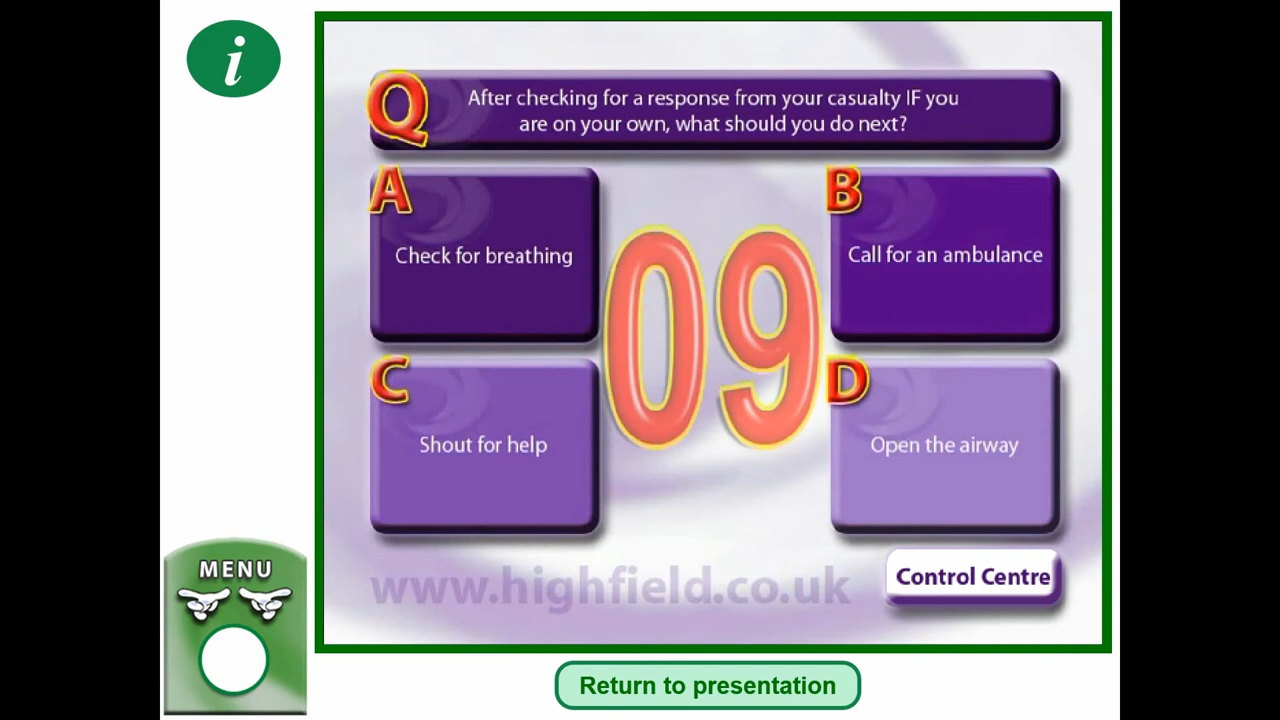 i
Q
After checking for a response from your casualty IF you
are on your own, what should you do next?
A
Check for breathing
B
Call for an ambulance
09
C
Shout for help
D
Open the airway
www.highfield.co.uk
Control Centre
MENU
Return to presentation